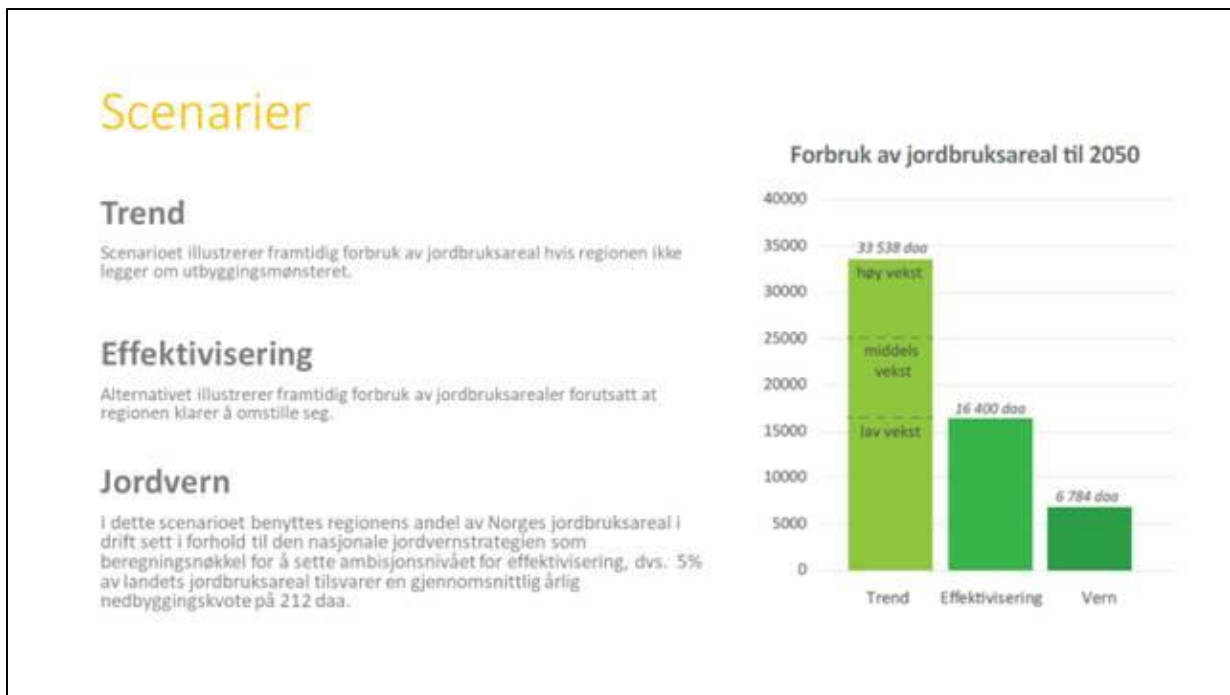 Scenarier
Trend
Scenarioet illustrerer framtidig forbruk av jordbruksareal hvis regionen ikke
legger om utbyggingsmønsteret.
Effektivisering
Alternativet illustrerer framtidig forbruk av jordbruksarealer forutsatt at
regionen klarer å omstille seg.
Jordvern
I dette scenarioet benyttes regionens andel av Norges jordbruksareal i
drift sett i forhold til den nasjonale jordvernstrategien som
beregningsnøkkel for å sette ambisjonsnivået for effektivisering, dvs. 5%
av landets jordbruksareal tilsvarer en gjennomsnittlig årlig
nedbyggingskvote på 212 daa.
Forbruk av jordbruksareal til 2050
40000
35000
30000
25000
20000
15000
10000
5000
0
33 538 daa
høy vekst
middels
vekst
lav vekst
16 400 daa
6 784 daa
Trend
Effektivisering
Vern